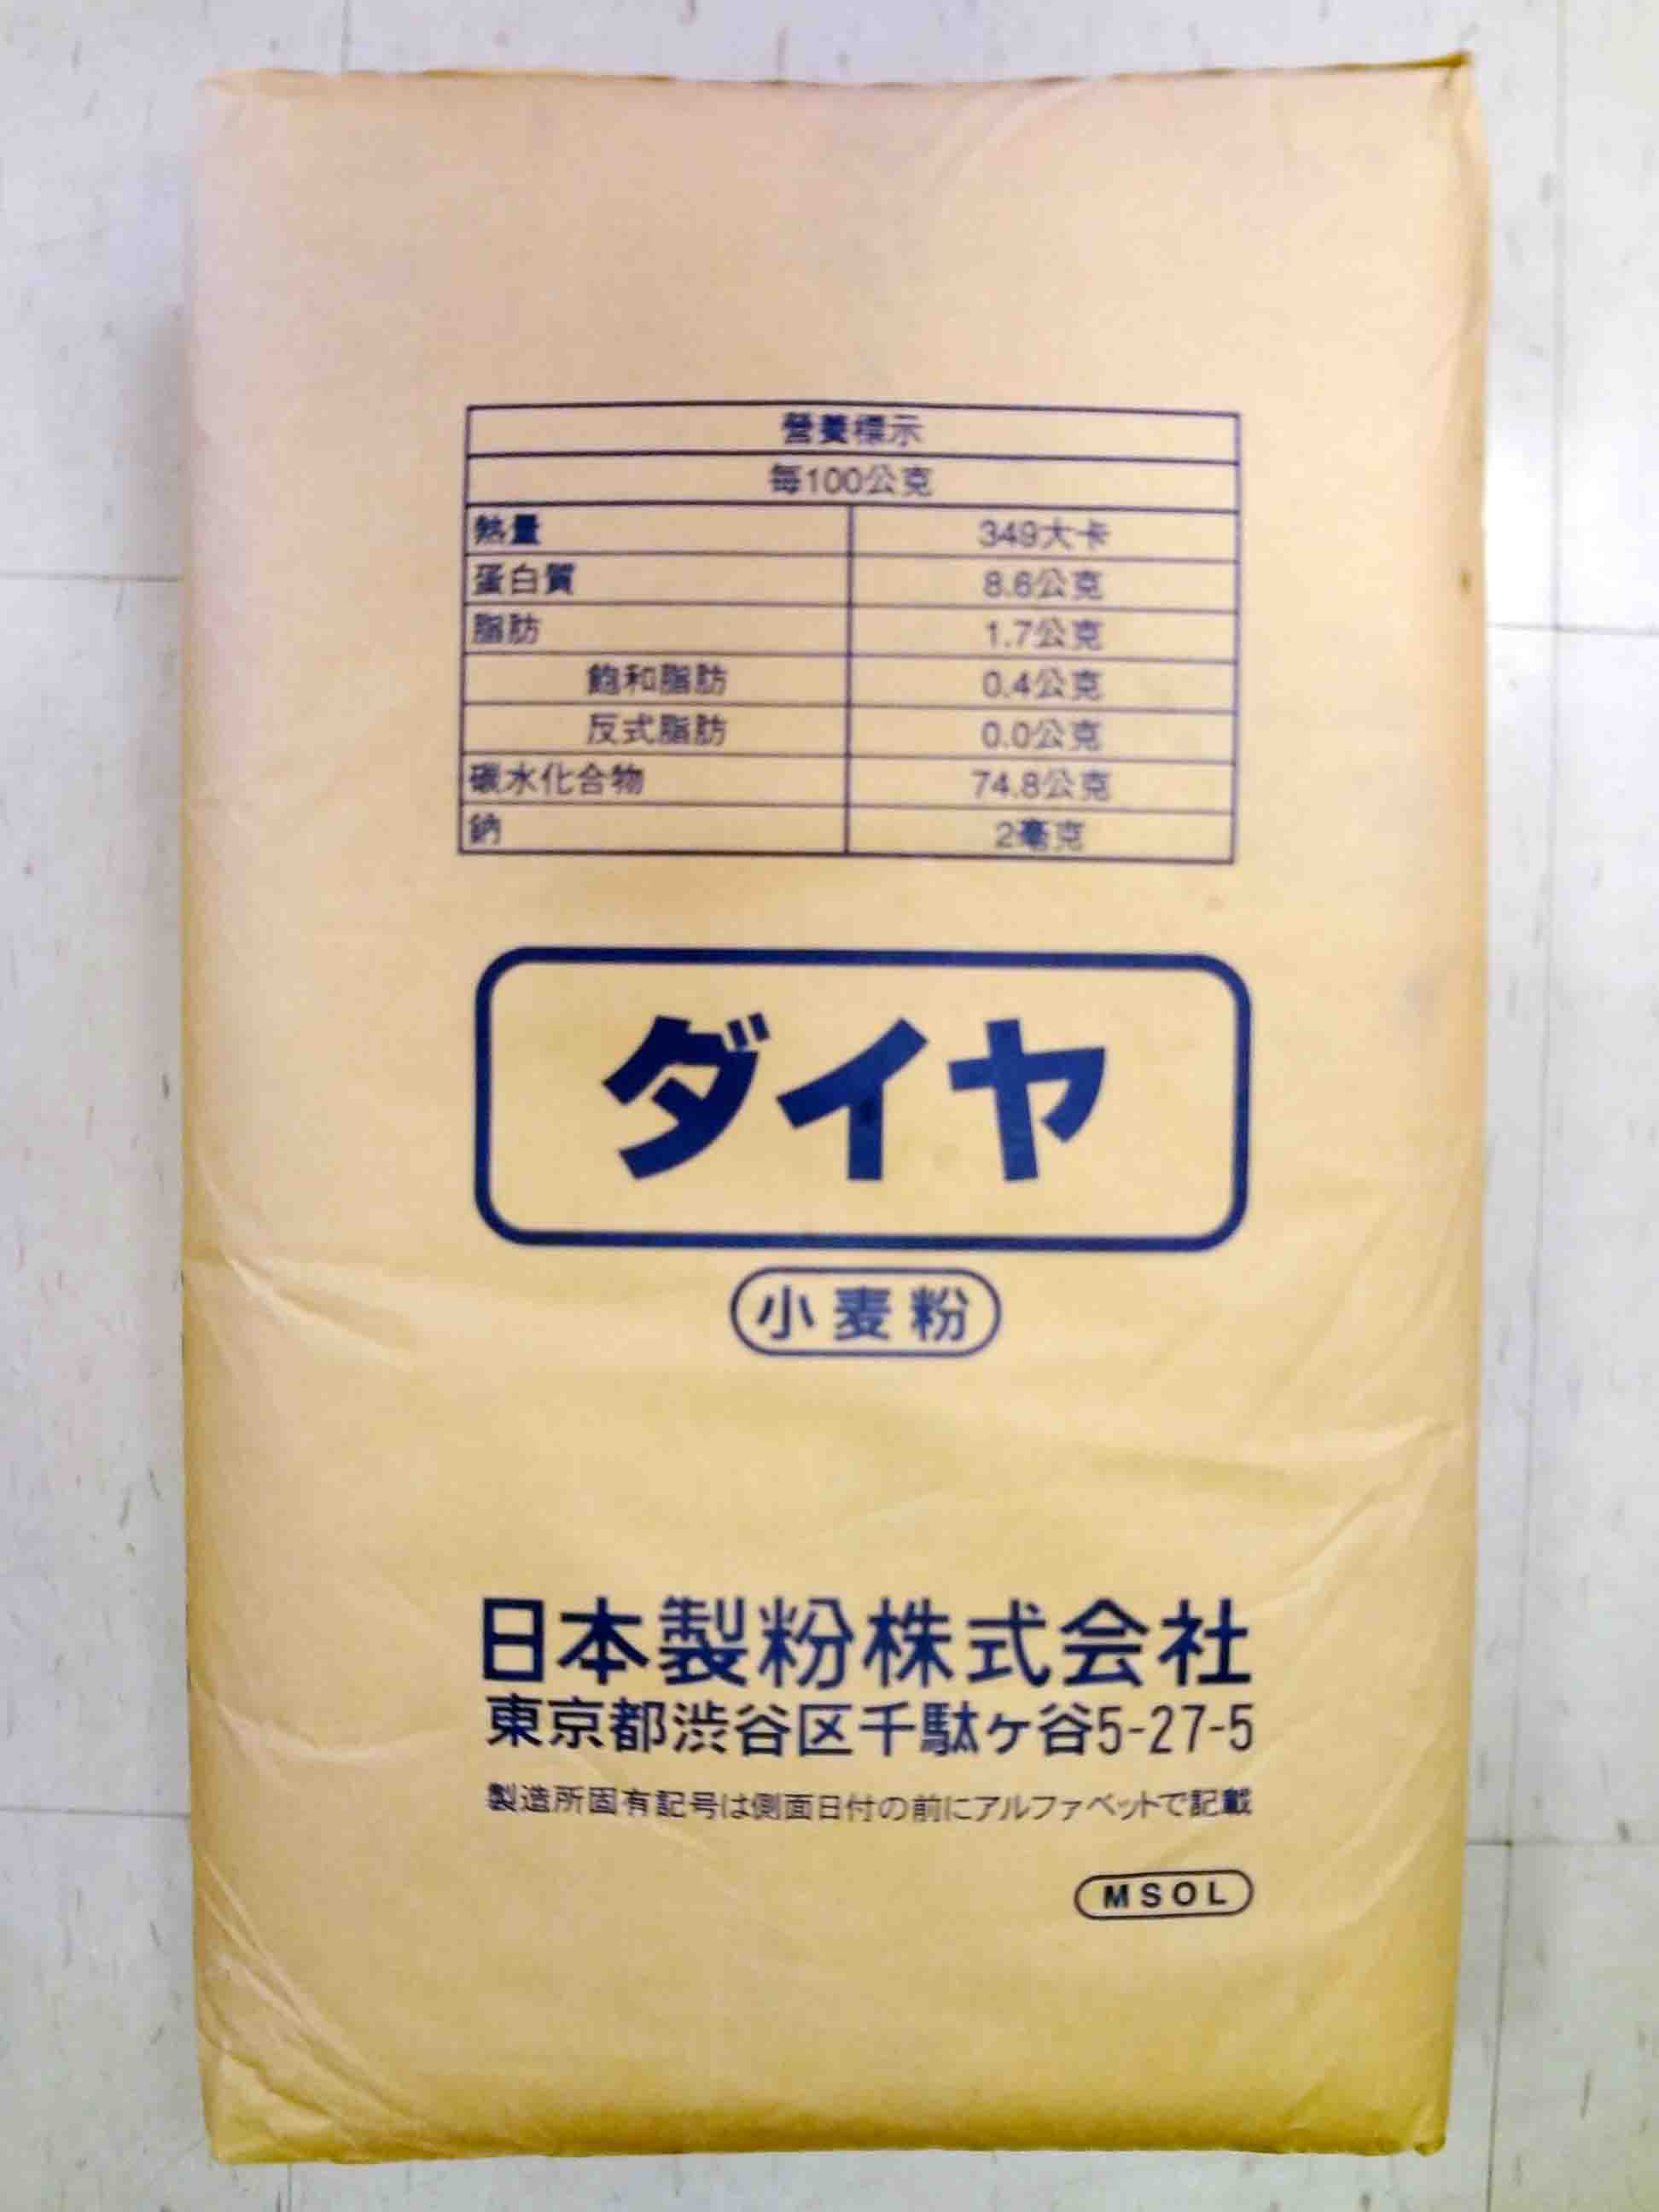 營養標示
每100公克
熱量 349大卡
蛋白質 8.6公克
脂肪 1.7公克
飽和脂肪 0.4公克
反式脂肪 0.0公克
碳水化合物 74.8公克
鈉 2毫克
ダイヤ
小麦粉
日本製粉株式会社
東京都渋谷区千駄ケ谷5-27-5
製造所固有記号は側面日付の前にアルファベットで記載
MSOL